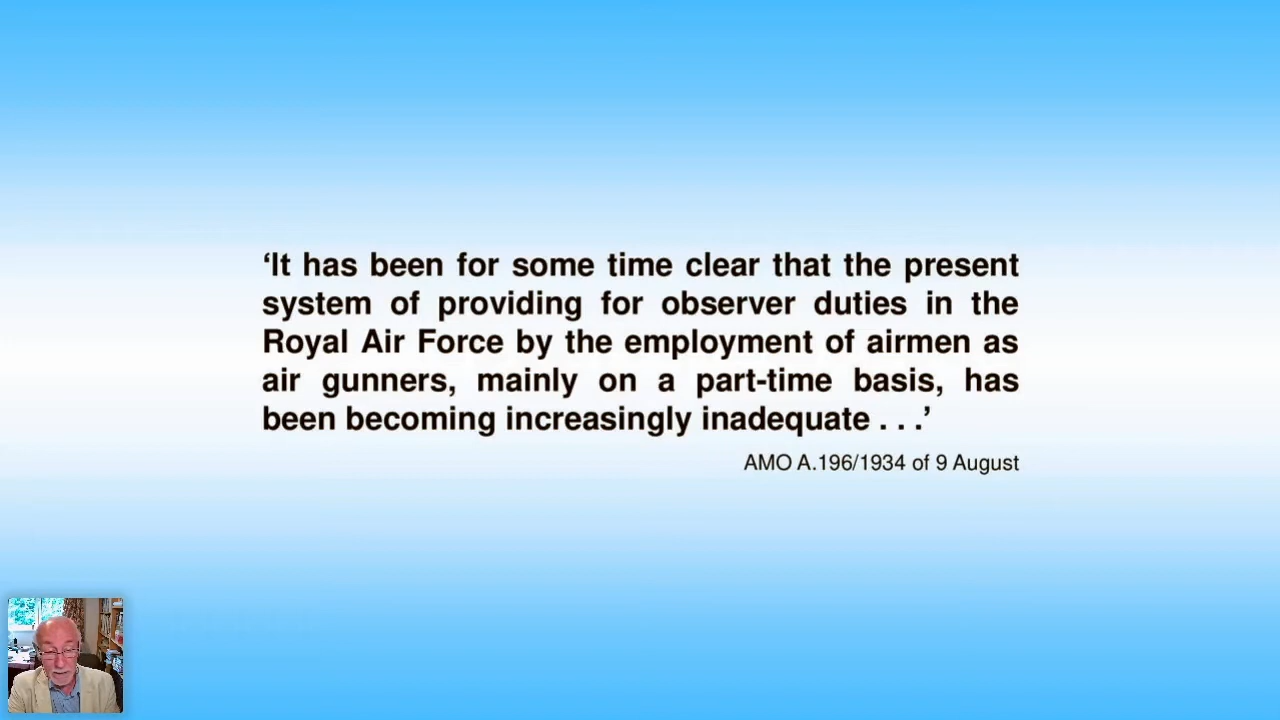 ‘It has been for some time clear that the present
system of providing for observer duties in the
Royal Air Force by the employment of airmen as
air gunners, mainly on a part-time basis, has
been becoming increasingly inadequate . . .’
AMO A.196/1934 of 9 August